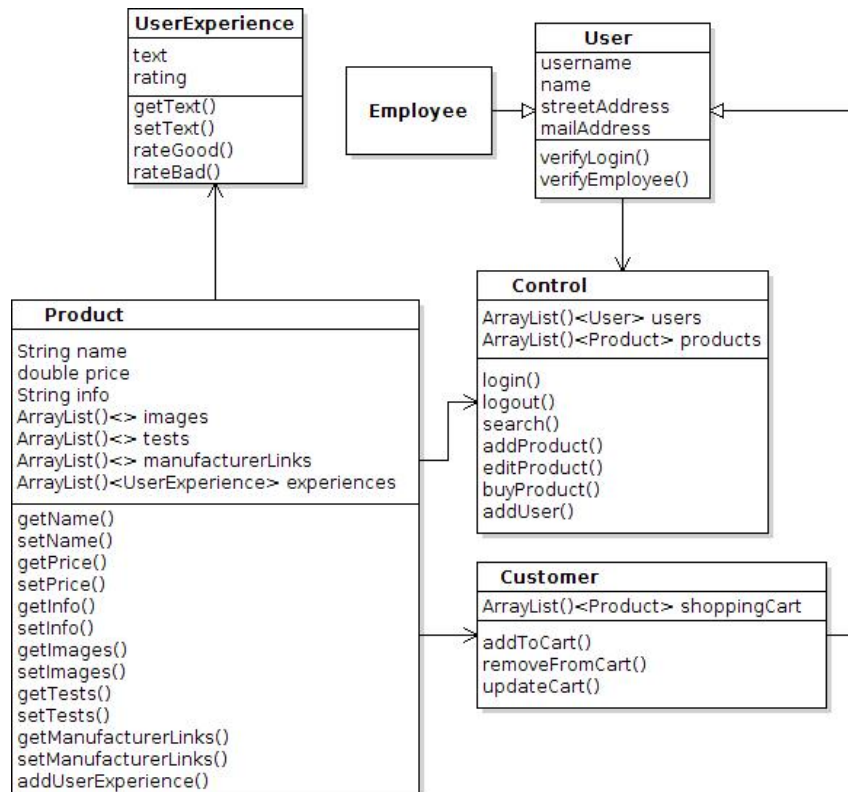 UserExperience
text
rating
getText()
setText()
rateGood()
rateBad()
Employee
User
username
name
streetAddress
mailAddress
verifyLogin()
verifyEmployee()
Product
String name
double price
String info
ArrayList()<> images
ArrayList()<> tests
ArrayList()<> manufacturerLinks
ArrayList()<UserExperience> experiences
getName()
setName()
getPrice()
setPrice()
getInfo()
setInfo()
getImages()
setImages()
getTests()
setTests()
getManufacturerLinks()
setManufacturerLinks()
addUserExperience()
Control
ArrayList()<User> users
ArrayList()<Product> products
login()
logout()
search()
addProduct()
editProduct()
buyProduct()
addUser()
Customer
ArrayList()<Product> shoppingCart
addToCart()
removeFromCart()
updateCart()